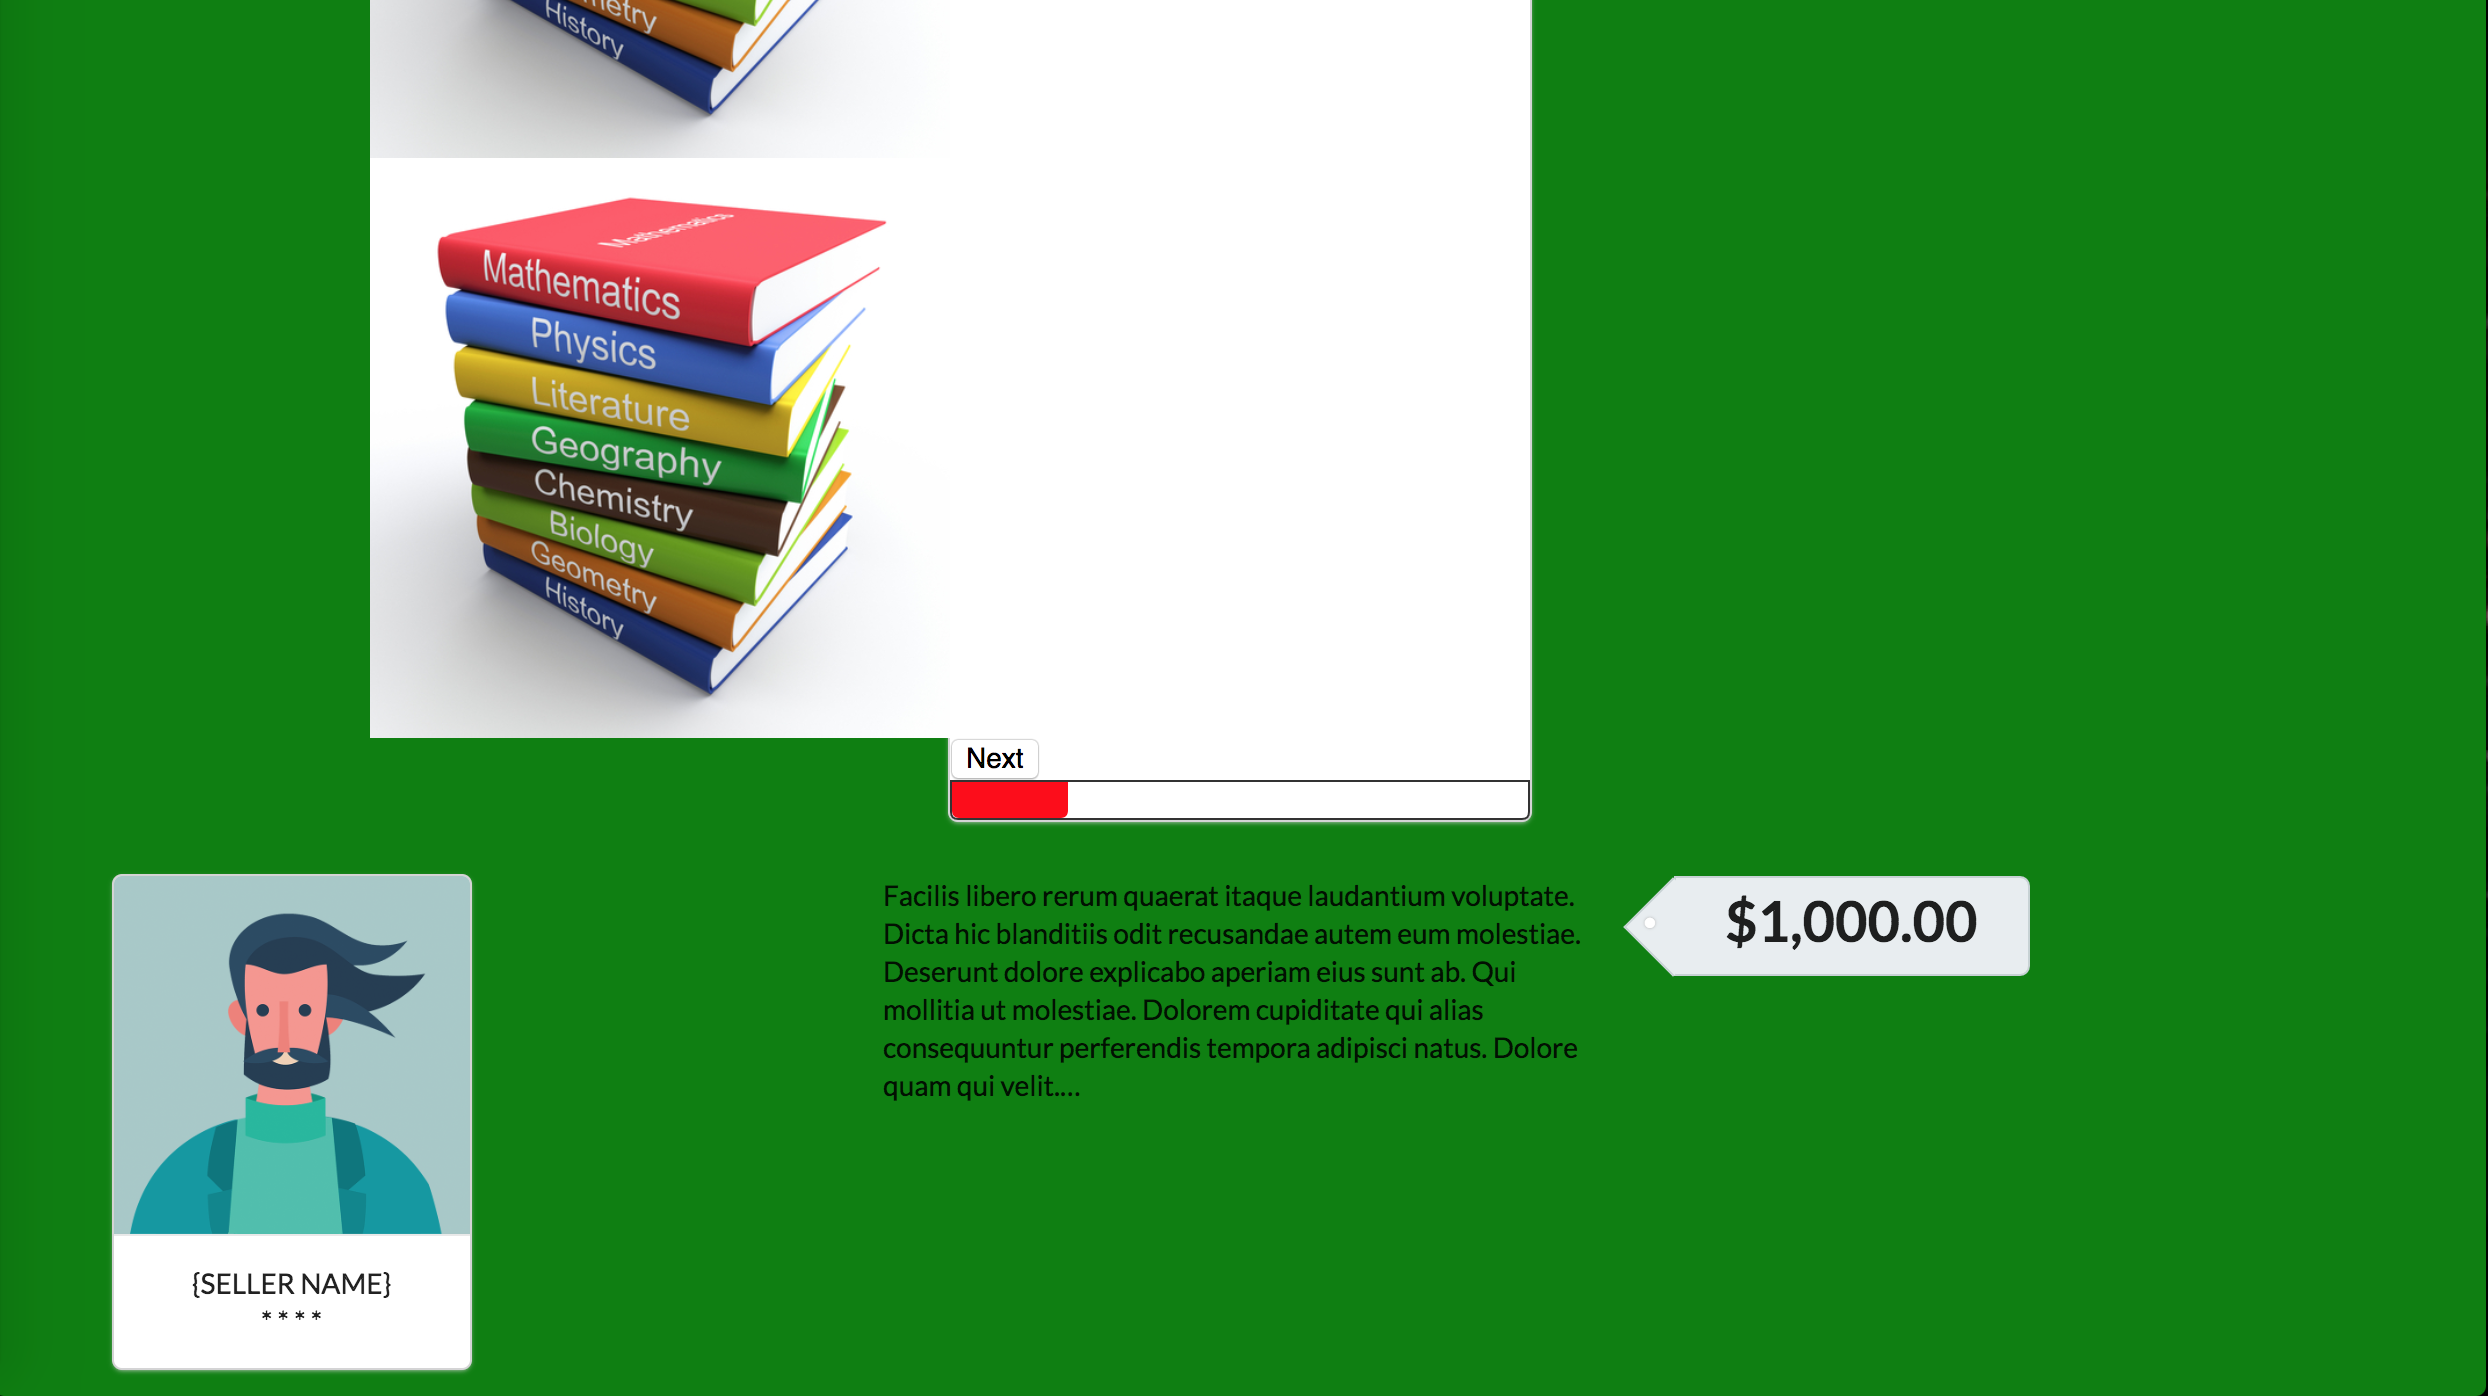 metry
History
Mathematics
Mathematics
Physics
Literature
Geography
Chemistry
Biology
Geometry
History
Next
Facilis libero rerum quaerat itaque laudantium voluptate.
Dicta hic blanditiis odit recusandae autem eum molestiae.
Deserunt dolore explicabo aperiam eius sunt ab. Qui
mollitia ut molestiae. Dolorem cupiditate qui alias
consequuntur perferendis tempora adipisci natus. Dolore
quam qui velit....
$1,000.00
{SELLER NAME}
* * * *